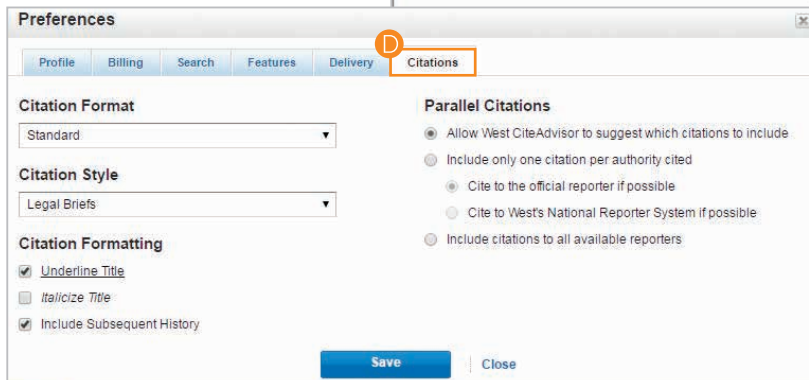 Preferences
D
Profile Billing Search Features Delivery Citations
Citation Format
Standard
Citation Style
Legal Briefs
Citation Formatting
Underline Title
Italicize Title
Include Subsequent History
Parallel Citations
Allow West CiteAdvisor to suggest which citations to include
Include only one citation per authority cited
Cite to the official reporter if possible
Cite to West's National Reporter System if possible
Include citations to all available reporters
Save Close